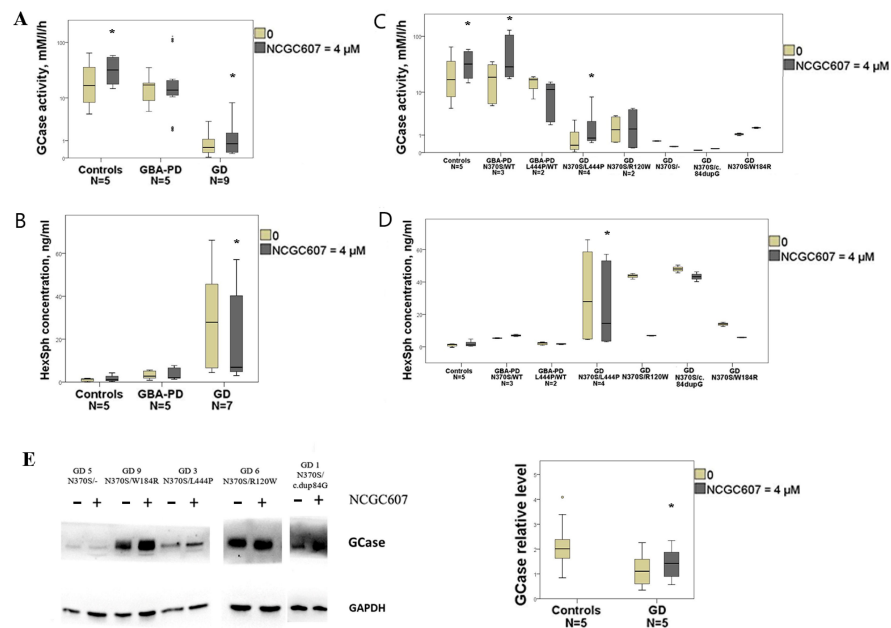 A
GCase activity, mM/l/h
100
10
1
0
*
*
0
NCGC607 = 4 µM
Controls
N=5
GBA-PD
N=5
GD
N=9
C
GCase activity, mM/l/h
100
10
1
0
*
*
*
0
NCGC607 = 4 µM
Controls
N=5
GBA-PD
N370S/WT
N=3
GBA-PD
L444P/WT
N=2
GD
N370S/L444P
N=4
GD
N370S/R120W
N=2
GD
N370S/-
GD
N370S/c.
84dupG
GD
N370S/W184R
B
HexSph concentration, ng/ml
80
60
40
20
0
*
0
NCGC607 = 4 µM
Controls
N=5
GBA-PD
N=5
GD
N=7
D
HexSph concentration, ng/ml
80
60
40
20
0
*
0
NCGC607 = 4 µM
Controls
N=5
GBA-PD
N370S/WT
N=3
GBA-PD
L444P/WT
N=2
GD
N370S/L444P
N=4
GD
N370S/R120W
GD
N370S/c.
84dupG
GD
N370S/W184R
E
GD 5
N370S/-
GD 9
N370S/W184R
GD 3
N370S/L444P
GD 6
N370S/R120W
GD 1
N370S/
c.dup84G
− + − + − + − + − + NCGC607
GCase
GAPDH
GCase relative level
5
4
3
2
1
0
*
0
NCGC607 = 4 µM
Controls
N=5
GD
N=5